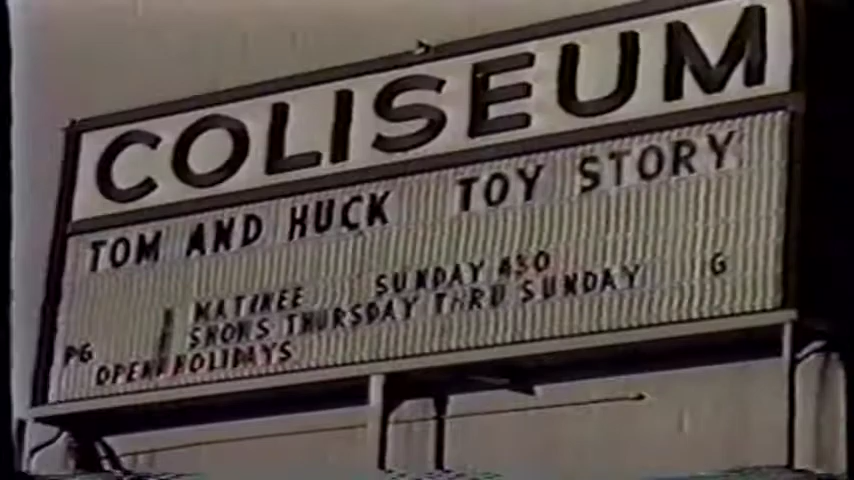 COLISEUM
TOM AND HUCK TOY STORY
MATINEE SUNDAY 430
SHOWS THURSDAY THRU SUNDAY G
PG
OPEN HOLIDAYS